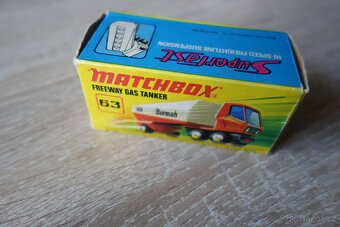 Superfast
HI-SPEED FREIGHTLINE SUSPENSION
MATCHBOX®
FREEWAY GAS TANKER
63
Burmah